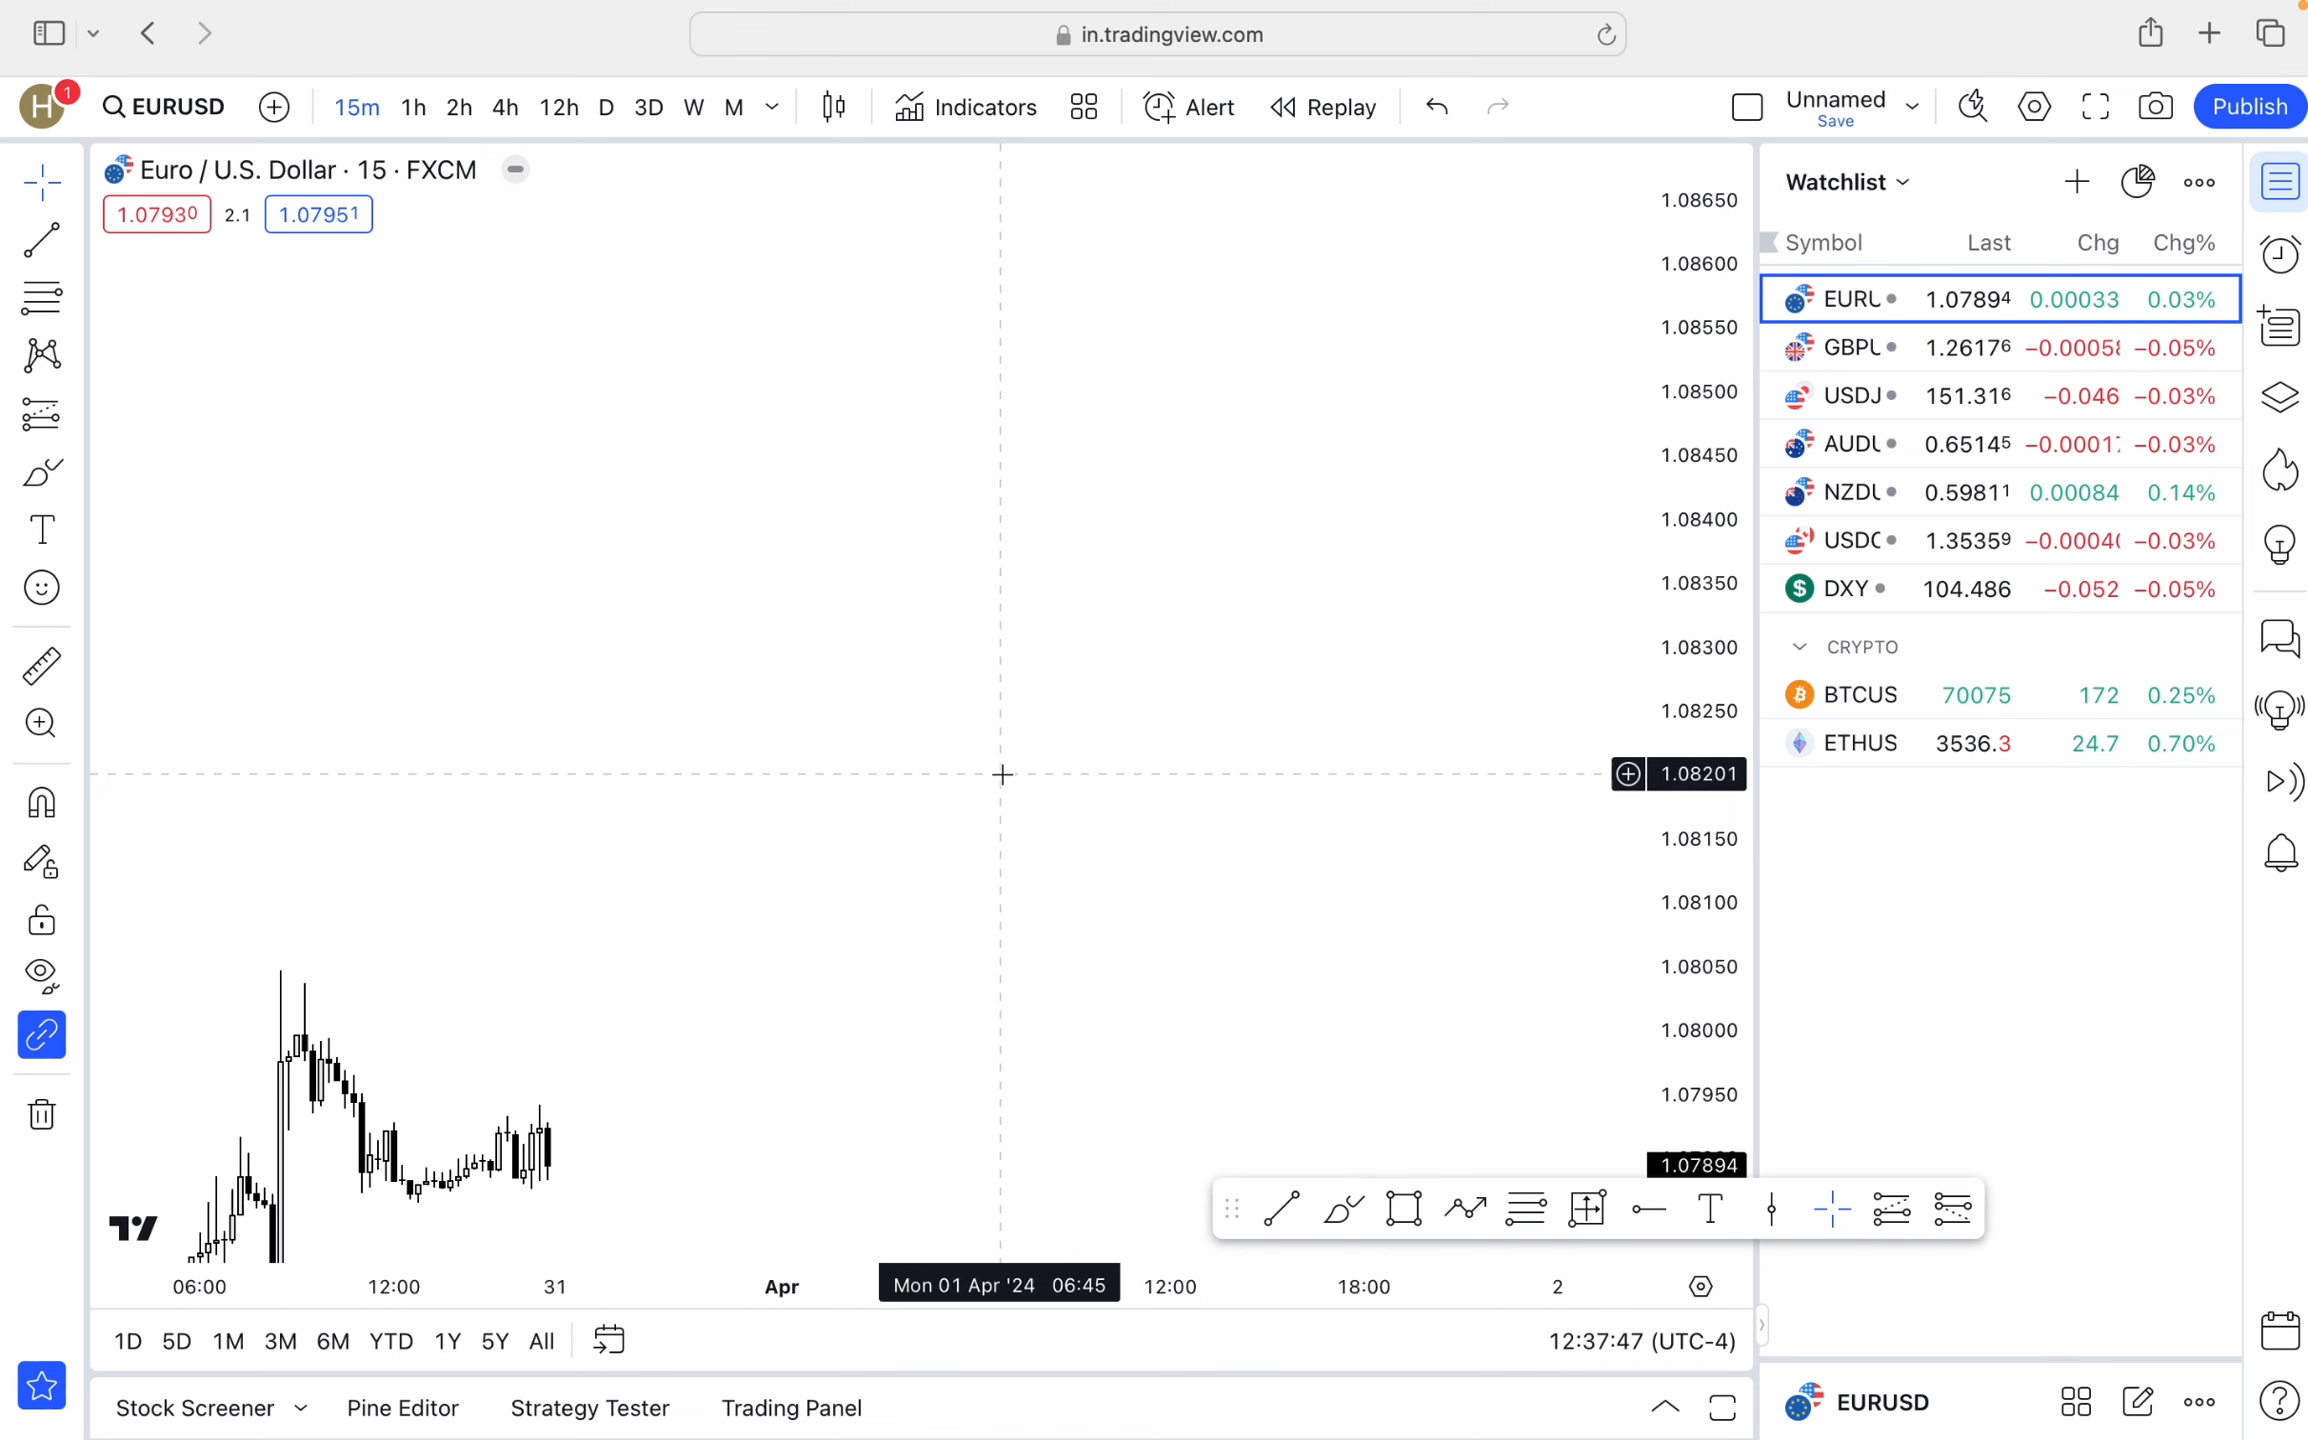 in.tradingview.com
H 1 EURUSD 15m 1h 2h 4h 12h D 3D W M Indicators Alert Replay Unnamed Publish
Save
Euro / U.S. Dollar · 15 · FXCM
1.07930 2.1 1.07951
1.08650
1.08600
1.08550
1.08500
1.08450
1.08400
1.08350
1.08300
1.08250
1.08201
1.08150
1.08100
1.08050
1.08000
1.07950
1.07894
06:00 12:00 31 Apr Mon 01 Apr '24 06:45 12:00 18:00 2
1D 5D 1M 3M 6M YTD 1Y 5Y All 12:37:47 (UTC-4)
Stock Screener Pine Editor Strategy Tester Trading Panel
Watchlist
Symbol Last Chg Chg%
EURU 1.07894 0.00033 0.03%
GBPU 1.26176 −0.00058 −0.05%
USDJ 151.316 −0.046 −0.03%
AUDU 0.65145 −0.0001 −0.03%
NZDU 0.59811 0.00084 0.14%
USDC 1.35359 −0.00040 −0.03%
DXY 104.486 −0.052 −0.05%
CRYPTO
BTCUS 70075 172 0.25%
ETHUS 3536.3 24.7 0.70%
EURUSD